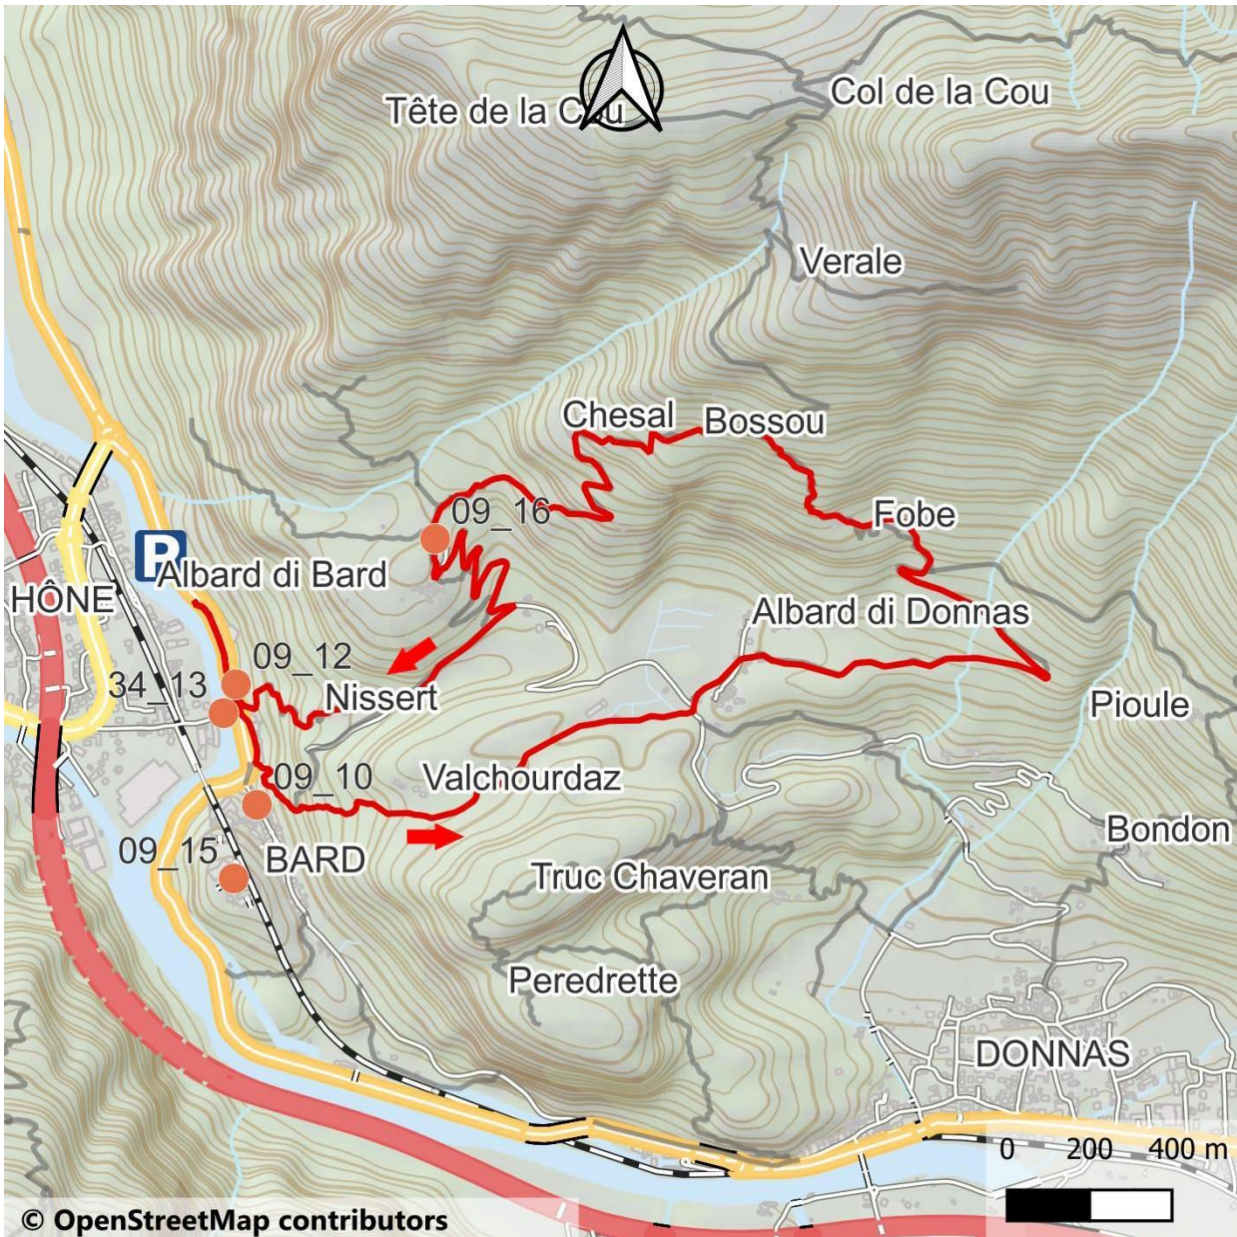 Tête de la Cou
Col de la Cou
Verale
Chesal
Bossou
09_16
Fobe
P
Albard di Bard
HÔNE
Albard di Donnas
09_12
34_13
Nissert
Pioule
09_10
Valchourdaz
Bondon
09_15
BARD
Truc Chaveran
Peredrette
DONNAS
0 200 400 m
© OpenStreetMap contributors